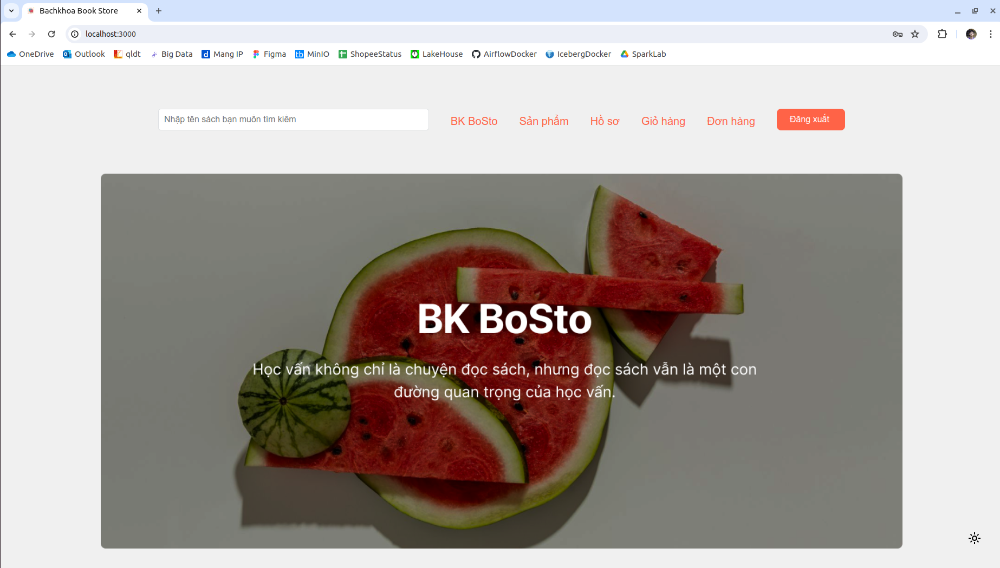 Bachkhoa Book Store
localhost:3000
OneDrive Outlook qldt Big Data Mang IP Figma MinIO ShopeeStatus LakeHouse AirflowDocker IcebergDocker SparkLab
Nhập tên sách bạn muốn tìm kiếm BK BoSto Sản phẩm Hồ sơ Giỏ hàng Đơn hàng Đăng xuất
BK BoSto
Học vấn không chỉ là chuyện đọc sách, nhưng đọc sách vẫn là một con
đường quan trọng của học vấn.